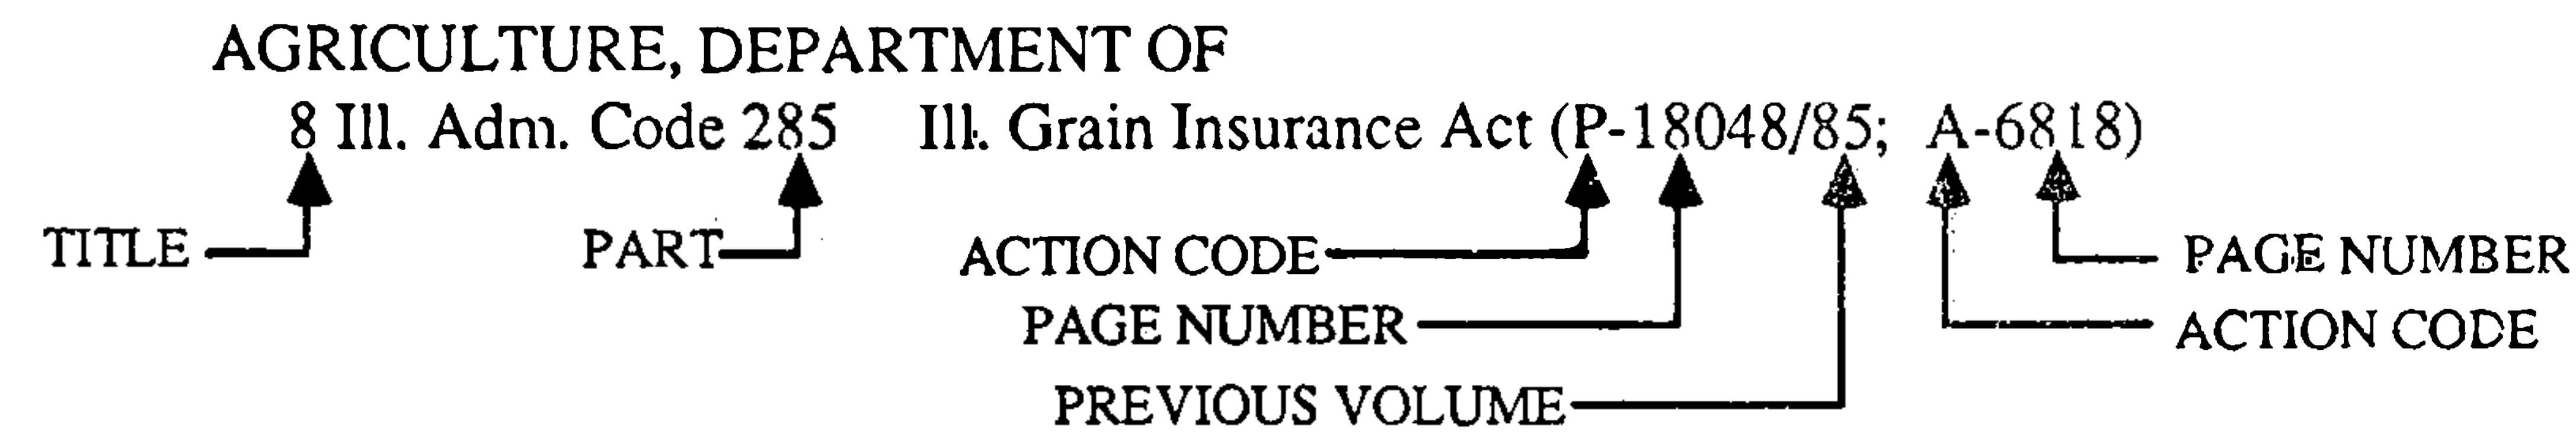 AGRICULTURE, DEPARTMENT OF
8 Ill. Adm. Code 285 Ill. Grain Insurance Act (P-18048/85; A-6818)
TITLE PART ACTION CODE PAGE NUMBER
PAGE NUMBER ACTION CODE
PREVIOUS VOLUME